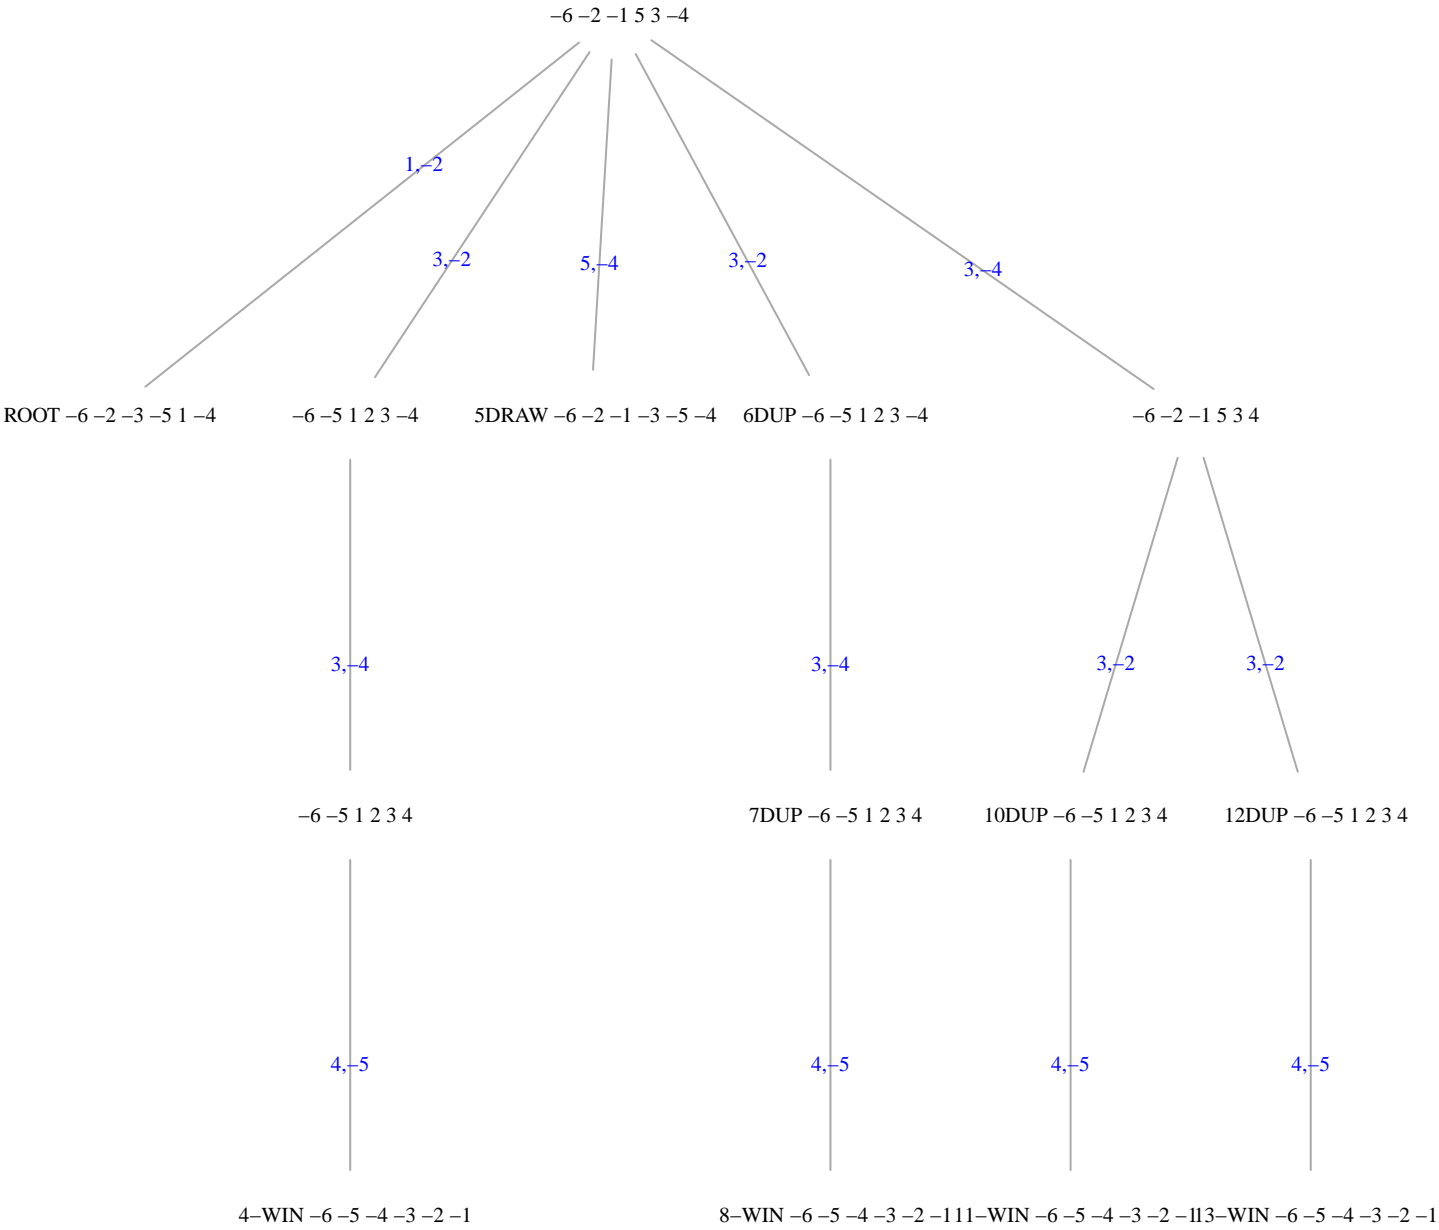 −6 −2 −1 5 3 −4
1,−2
3,−2
5,−4
3,−2
3,−4
ROOT −6 −2 −3 −5 1 −4
−6 −5 1 2 3 −4
5DRAW −6 −2 −1 −3 −5 −4
6DUP −6 −5 1 2 3 −4
−6 −2 −1 5 3 4
3,−4
3,−4
3,−2
3,−2
−6 −5 1 2 3 4
7DUP −6 −5 1 2 3 4
10DUP −6 −5 1 2 3 4
12DUP −6 −5 1 2 3 4
4,−5
4,−5
4,−5
4,−5
4−WIN −6 −5 −4 −3 −2 −1
8−WIN −6 −5 −4 −3 −2 −1
11−WIN −6 −5 −4 −3 −2 −1
13−WIN −6 −5 −4 −3 −2 −1